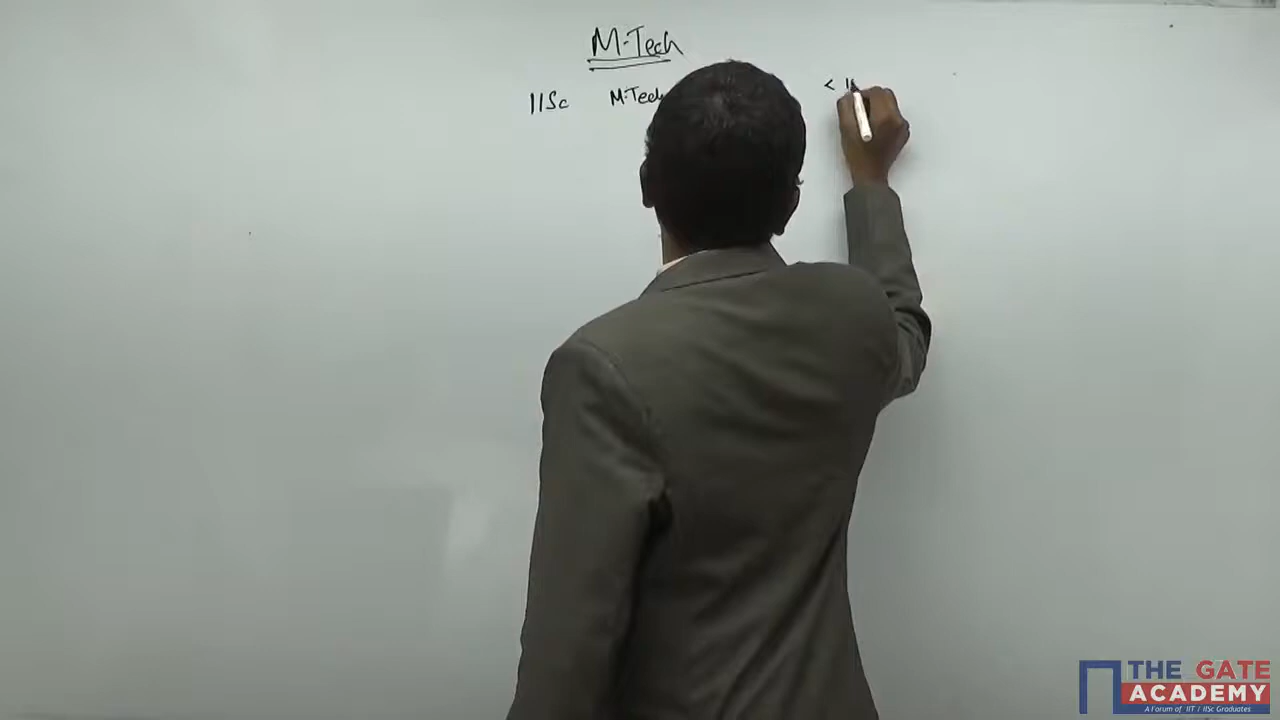 M-Tech
IISc M-Tech <
THE GATE
ACADEMY
A Forum of IIT / IISc Graduates